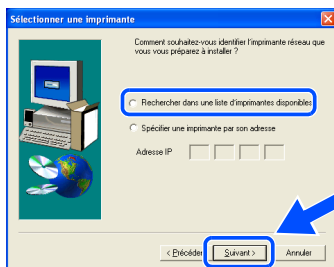 Sélectionner une imprimante
Comment souhaitez-vous identifier l'imprimante réseau que
vous vous préparez à installer ?
Rechercher dans une liste d'imprimantes disponibles
Spécifier une imprimante par son adresse
Adresse IP
< Précéder Suivant > Annuler